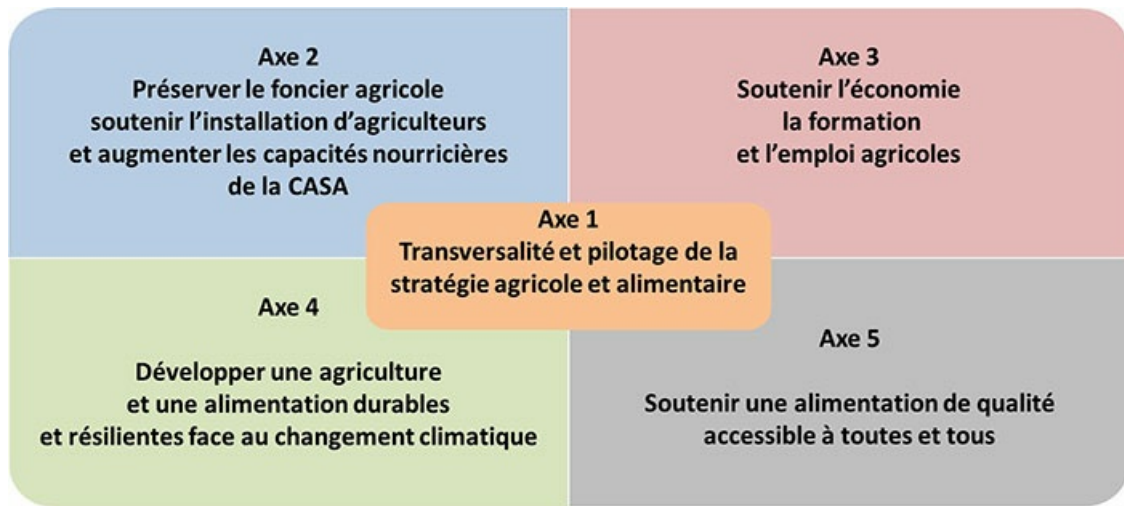 Axe 2
Préserver le foncier agricole
soutenir l'installation d'agriculteurs
et augmenter les capacités nourricières
de la CASA
Axe 3
Soutenir l'économie
la formation
et l'emploi agricoles
Axe 1
Transversalité et pilotage de la
stratégie agricole et alimentaire
Axe 4
Développer une agriculture
et une alimentation durables
et résilientes face au changement climatique
Axe 5
Soutenir une alimentation de qualité
accessible à toutes et tous